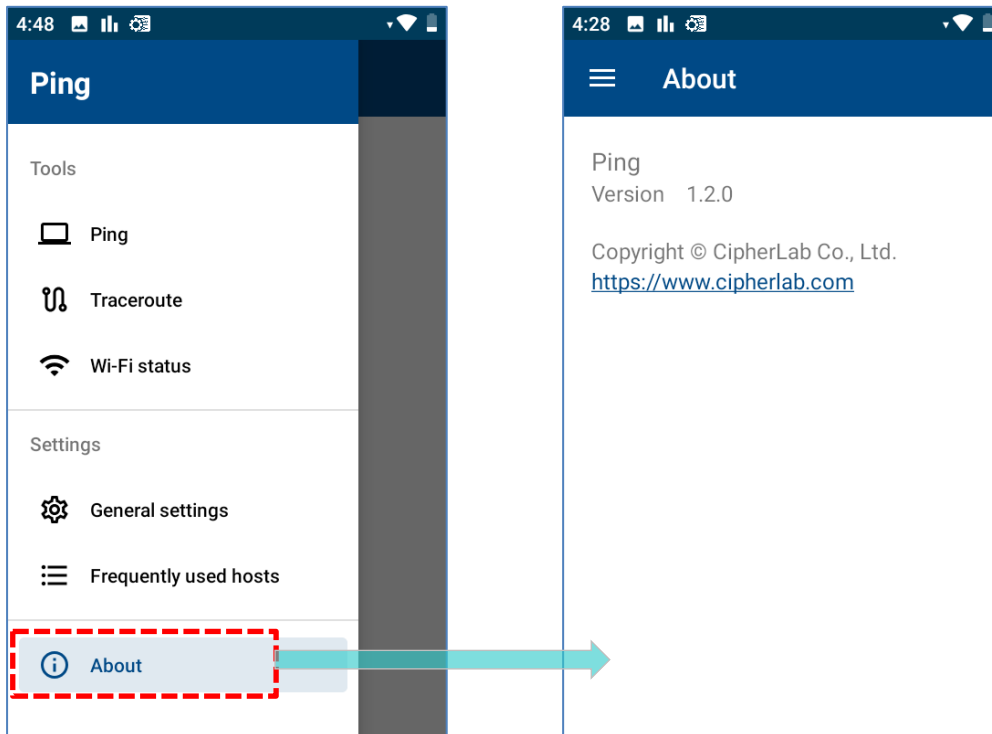 4:48
Ping
Tools
Ping
Traceroute
Wi-Fi status
Settings
General settings
Frequently used hosts
About
4:28
About
Ping
Version 1.2.0
Copyright © CipherLab Co., Ltd.
https://www.cipherlab.com